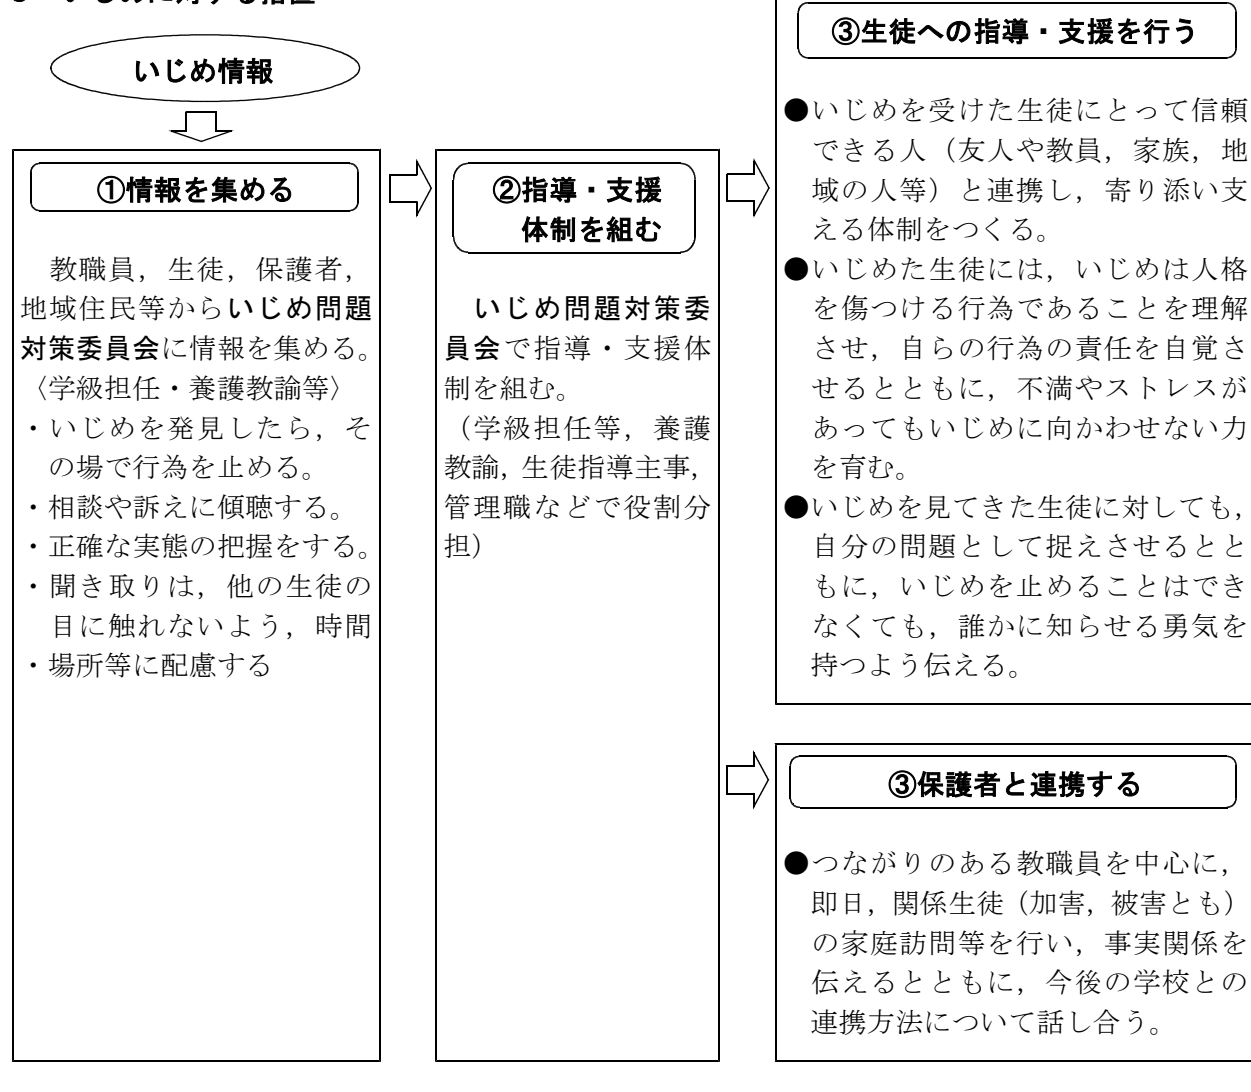 いじめ情報
①情報を集める
教職員，生徒，保護者，
地域住民等からいじめ問題
対策委員会に情報を集める。
〈学級担任・養護教諭等〉
・いじめを発見したら，そ
の場で行為を止める。
・相談や訴えに傾聴する。
・正確な実態の把握をする。
・聞き取りは，他の生徒の
目に触れないよう，時間
・場所等に配慮する
②指導・支援
体制を組む
いじめ問題対策委
員会で指導・支援体
制を組む。
（学級担任等，養護
教諭，生徒指導主事，
管理職などで役割分
担）
③生徒への指導・支援を行う
●いじめを受けた生徒にとって信頼
できる人（友人や教員，家族，地
域の人等）と連携し，寄り添い支
える体制をつくる。
●いじめた生徒には，いじめは人格
を傷つける行為であることを理解
させ，自らの行為の責任を自覚さ
せるとともに，不満やストレスが
あってもいじめに向かわせない力
を育む。
●いじめを見てきた生徒に対しても，
自分の問題として捉えさせるとと
もに，いじめを止めることはでき
なくても，誰かに知らせる勇気を
持つよう伝える。
③保護者と連携する
●つながりのある教職員を中心に，
即日，関係生徒（加害，被害とも）
の家庭訪問等を行い，事実関係を
伝えるとともに，今後の学校との
連携方法について話し合う。